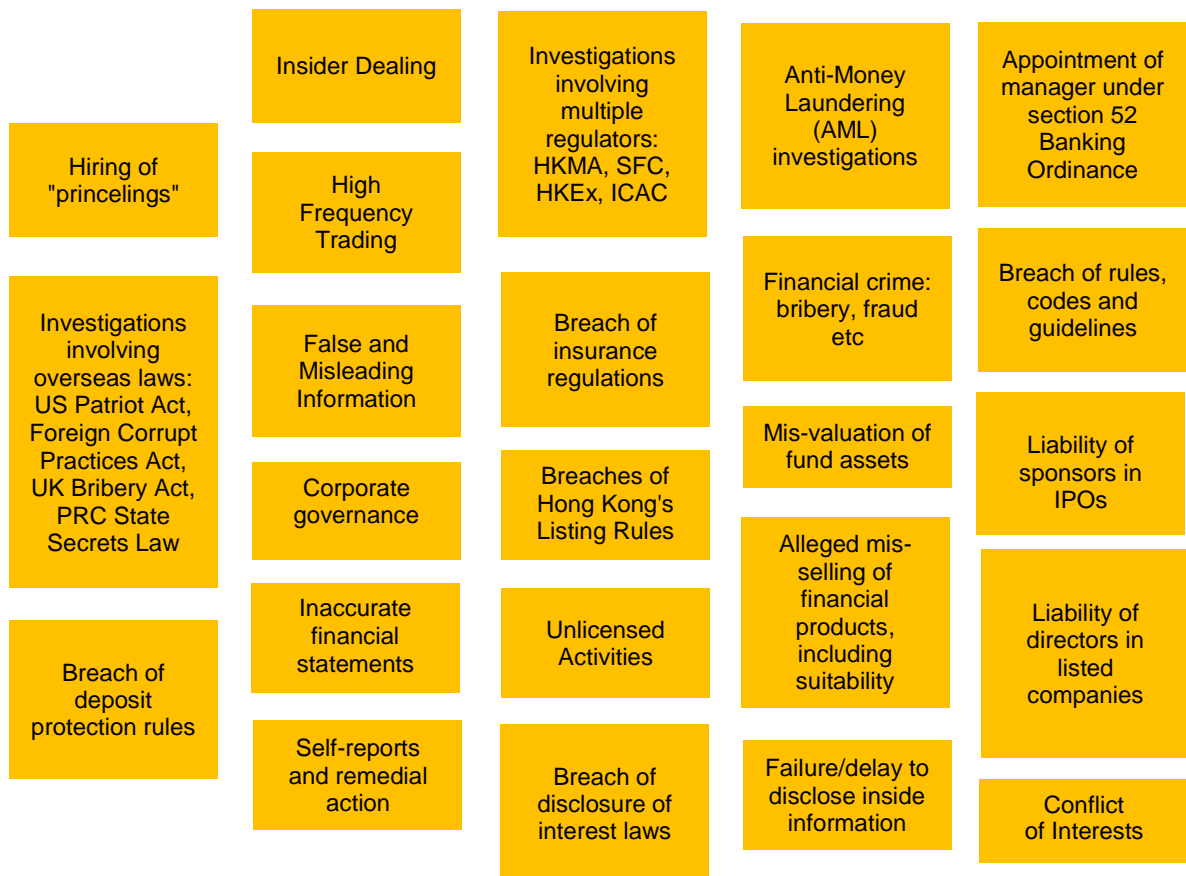 Hiring of
"princelings"
Investigations
involving
overseas laws:
US Patriot Act,
Foreign Corrupt
Practices Act,
UK Bribery Act,
PRC State
Secrets Law
Breach of
deposit
protection rules
Insider Dealing
High
Frequency
Trading
False and
Misleading
Information
Corporate
governance
Inaccurate
financial
statements
Self-reports
and remedial
action
Investigations
involving
multiple
regulators:
HKMA, SFC,
HKEx, ICAC
Breach of
insurance
regulations
Breaches of
Hong Kong's
Listing Rules
Unlicensed
Activities
Breach of
disclosure of
interest laws
Anti-Money
Laundering
(AML)
investigations
Financial crime:
bribery, fraud
etc
Mis-valuation of
fund assets
Alleged mis-
selling of
financial
products,
including
suitability
Failure/delay to
disclose inside
information
Appointment of
manager under
section 52
Banking
Ordinance
Breach of rules,
codes and
guidelines
Liability of
sponsors in
IPOs
Liability of
directors in
listed
companies
Conflict
of Interests